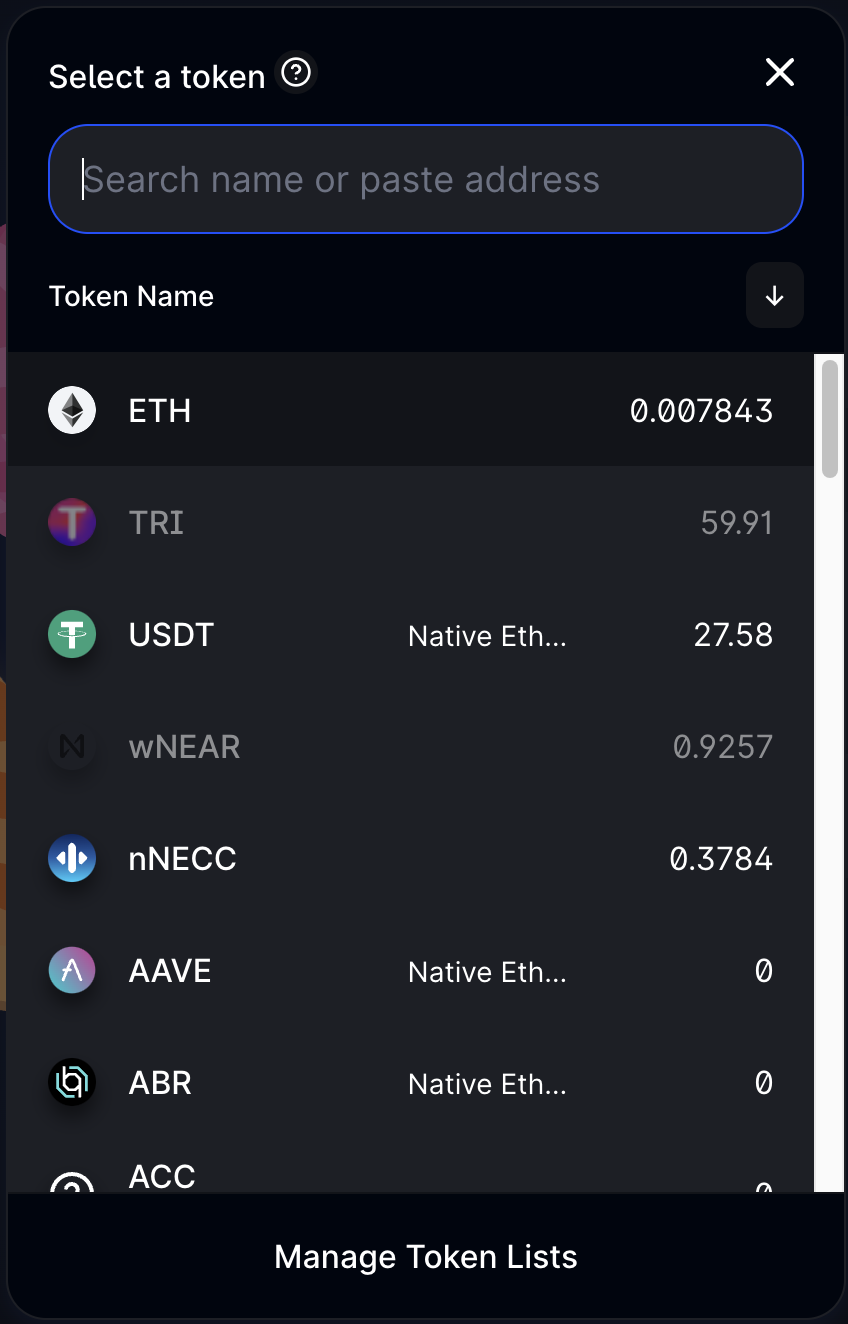 Select a token
Search name or paste address
Token Name
ETH 0.007843
TRI 59.91
USDT Native Eth... 27.58
wNEAR 0.9257
nNECC 0.3784
AAVE Native Eth... 0
ABR Native Eth... 0
ACC 0
Manage Token Lists